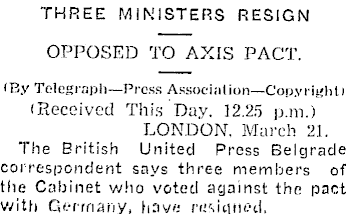 THREE MINISTERS RESIGN
OPPOSED TO AXIS PACT.
(By Telegraph—Press Association—Copyright)
(Received This Day, 12.25 p.m.)
LONDON, March 21.
The British United Press Belgrade
correspondent says three members of
the Cabinet who voted against the pact
with Germany, have resigned.